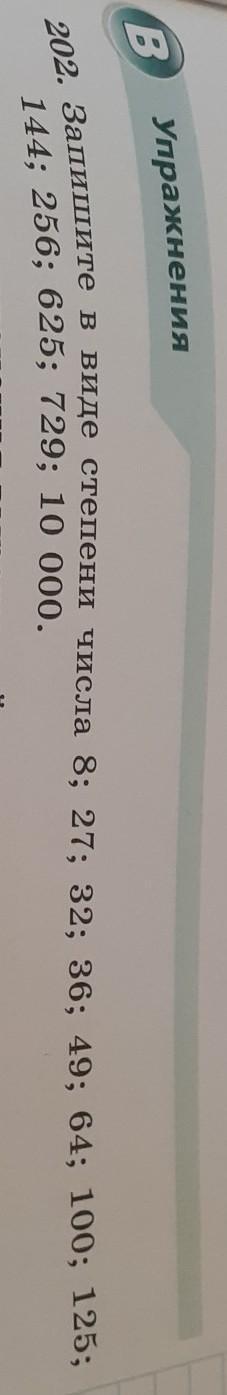 В Упражнения
202. Запишите в виде степени числа 8; 27; 32; 36; 49; 64; 100; 125;
144; 256; 625; 729; 10 000.